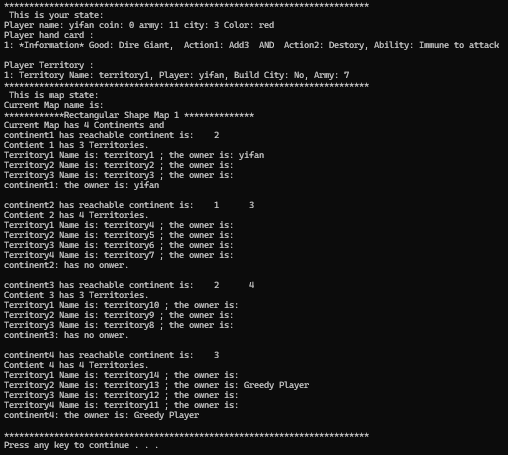 ******************************************************************************
This is your state:
Player name: yifan coin: 0 army: 11 city: 3 Color: red
Player hand card :
1: *Information* Good: Dire Giant,  Action1: Add3  AND  Action2: Destory, Ability: Immune to attack
Player Territory :
1: Territory Name: territory1, Player: yifan, Build City: No, Army: 7
******************************************************************************
This is map state:
Current Map name is:
*************Rectangular Shape Map 1 ***************
Current Map has 4 Continents and
continent1 has reachable continent is:    2
Contient 1 has 3 Territories.
Territory1 Name is: territory1 ; the owner is: yifan
Territory2 Name is: territory2 ; the owner is:
Territory3 Name is: territory3 ; the owner is:
continent1: the owner is: yifan
continent2 has reachable continent is:    1      3
Contient 2 has 4 Territories.
Territory1 Name is: territory4 ; the owner is:
Territory2 Name is: territory5 ; the owner is:
Territory3 Name is: territory6 ; the owner is:
Territory4 Name is: territory7 ; the owner is:
continent2: has no onwer.
continent3 has reachable continent is:    2      4
Contient 3 has 3 Territories.
Territory1 Name is: territory10 ; the owner is:
Territory2 Name is: territory9 ; the owner is:
Territory3 Name is: territory8 ; the owner is:
continent3: has no onwer.
continent4 has reachable continent is:    3
Contient 4 has 4 Territories.
Territory1 Name is: territory14 ; the owner is:
Territory2 Name is: territory13 ; the owner is: Greedy Player
Territory3 Name is: territory12 ; the owner is:
Territory4 Name is: territory11 ; the owner is:
continent4: the owner is: Greedy Player
******************************************************************************
Press any key to continue . . .